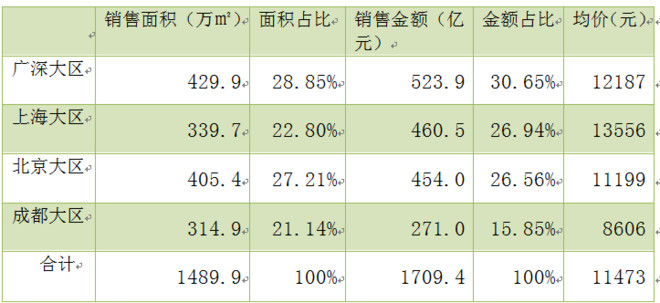 销售面积（万㎡） 面积占比 销售金额（亿元） 金额占比 均价(元)
广深大区 429.9 28.85% 523.9 30.65% 12187
上海大区 339.7 22.80% 460.5 26.94% 13556
北京大区 405.4 27.21% 454.0 26.56% 11199
成都大区 314.9 21.14% 271.0 15.85% 8606
合计 1489.9 100% 1709.4 100% 11473